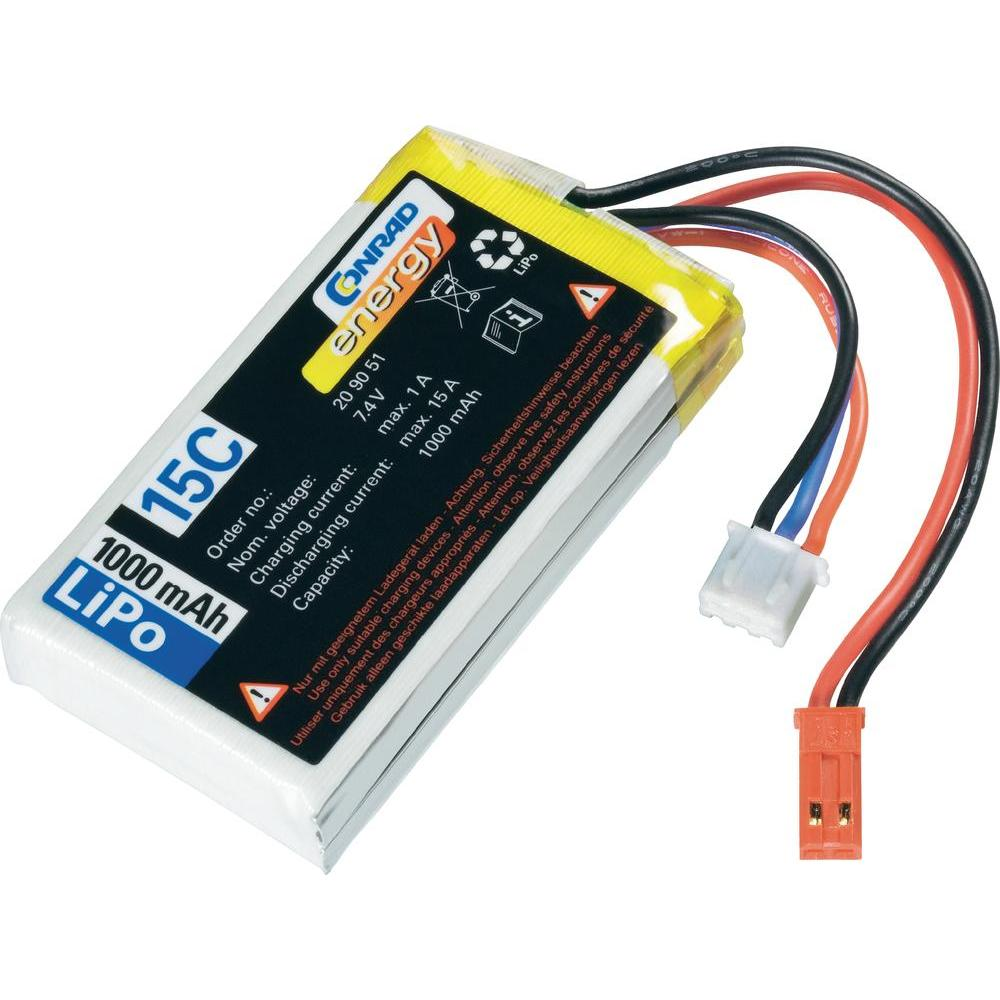 CONRAD
energy
LiPo
i
15C
1000 mAh
LiPo
Order no.: 20 90 51
Nom. voltage: 7.4 V
Charging current: max. 1 A
Discharging current: max. 15 A
Capacity: 1000 mAh
Nur mit geeignetem Ladegerät laden - Achtung, Sicherheitshinweise beachten
Use only suitable charging devices - Attention, observe the safety instructions
Utiliser uniquement des chargeurs appropriés - Attention, observez les consignes de sécurité
Gebruik alleen geschikte laadapparaten - Let op, Veiligheidsaanwijzingen lezen